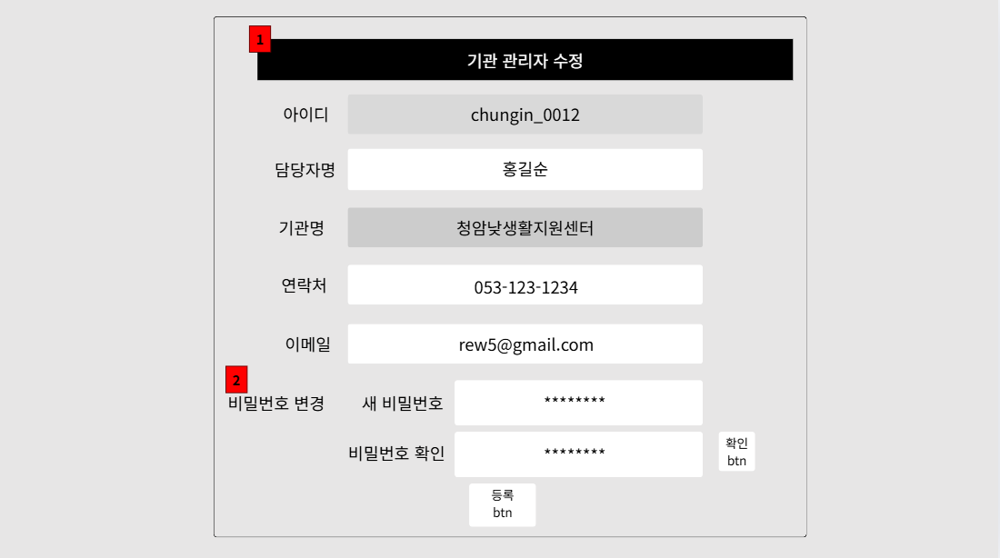 1
기관 관리자 수정
아이디 chungin_0012
담당자명 홍길순
기관명 청암낮생활지원센터
연락처 053-123-1234
이메일 rew5@gmail.com
2
비밀번호 변경 새 비밀번호 ********
비밀번호 확인 ********
확인
btn
등록
btn